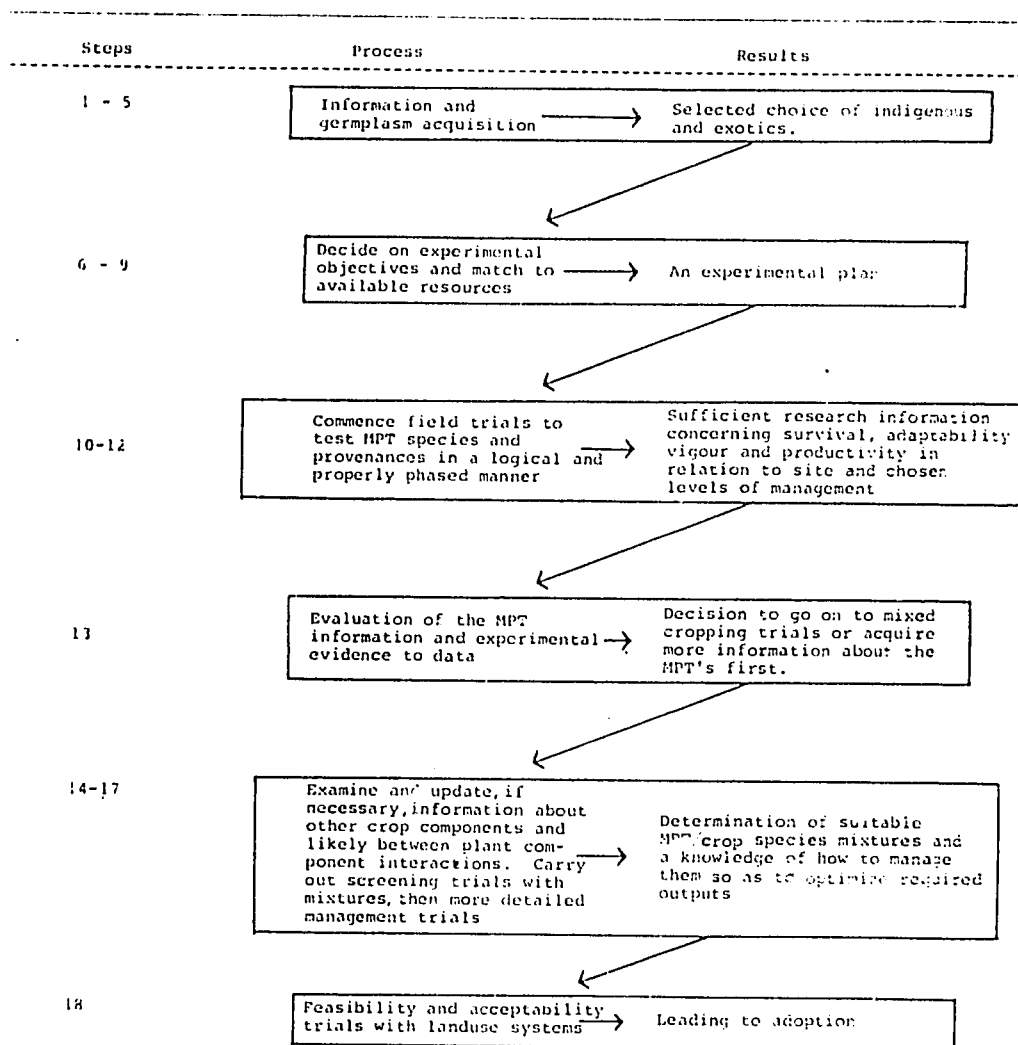 Steps Process Results
1 - 5
Information and
germplasm acquisition
Selected choice of indigenous
and exotics.
6 - 9
Decide on experimental
objectives and match to
available resources
An experimental plan
10-12
Commence field trials to
test MPT species and
provenances in a logical and
properly phased manner
Sufficient research information
concerning survival, adaptability
vigour and productivity in
relation to site and chosen
levels of management
13
Evaluation of the MPT
information and experimental
evidence to data
Decision to go on to mixed
cropping trials or acquire
more information about the
MPT's first.
14-17
Examine and update, if
necessary, information about
other crop components and
likely between plant com-
ponent interactions. Carry
out screening trials with
mixtures, then more detailed
management trials
Determination of suitable
MPT/crop species mixtures and
a knowledge of how to manage
them so as to optimize required
outputs
18
Feasibility and acceptability
trials with landuse systems
Leading to adoption